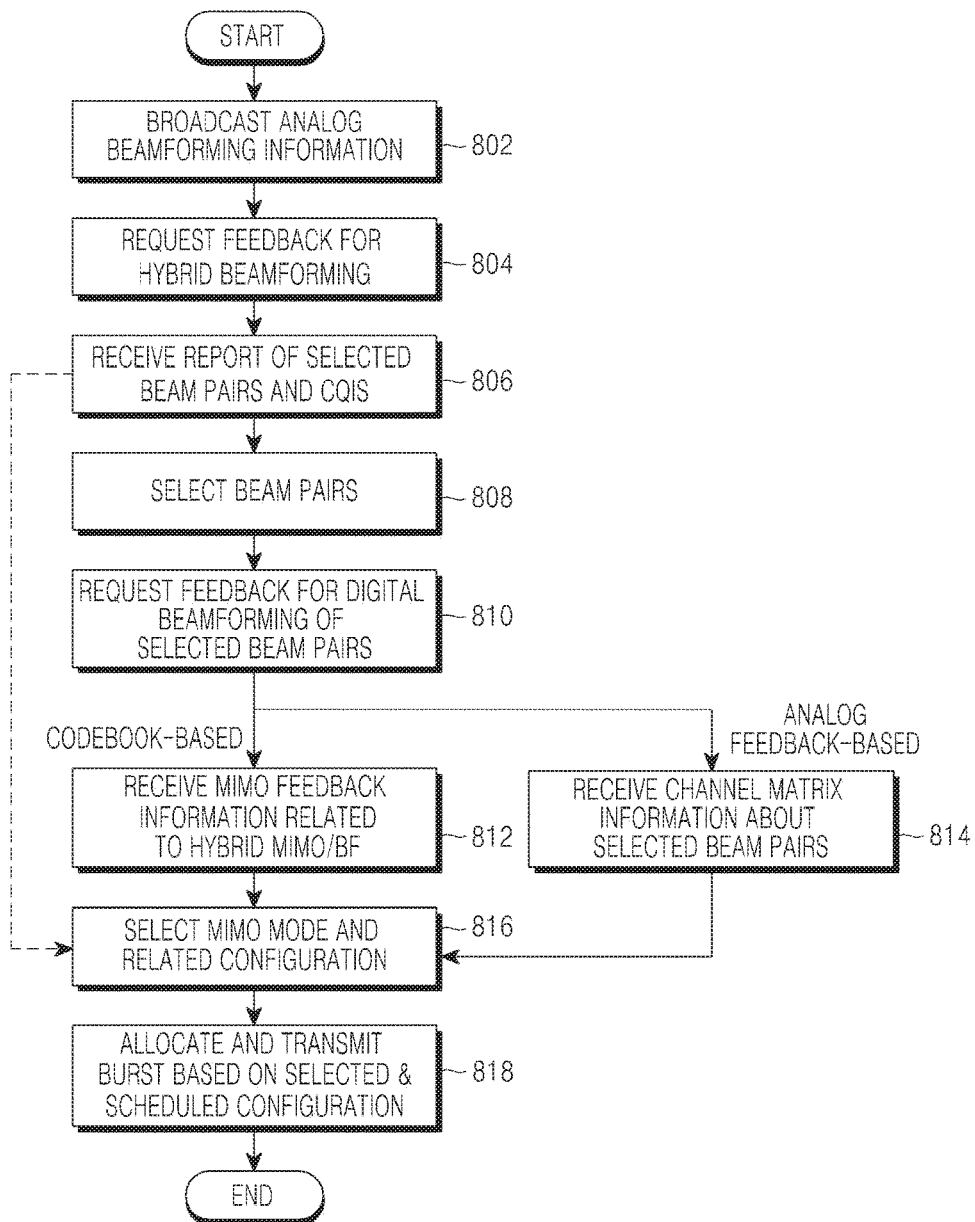 START
BROADCAST ANALOG
BEAMFORMING INFORMATION
802
REQUEST FEEDBACK FOR
HYBRID BEAMFORMING
804
RECEIVE REPORT OF SELECTED
BEAM PAIRS AND CQIS
806
SELECT BEAM PAIRS
808
REQUEST FEEDBACK FOR DIGITAL
BEAMFORMING OF
SELECTED BEAM PAIRS
810
CODEBOOK-BASED
ANALOG
FEEDBACK-BASED
RECEIVE MIMO FEEDBACK
INFORMATION RELATED
TO HYBRID MIMO/BF
812
RECEIVE CHANNEL MATRIX
INFORMATION ABOUT
SELECTED BEAM PAIRS
814
SELECT MIMO MODE AND
RELATED CONFIGURATION
816
ALLOCATE AND TRANSMIT
BURST BASED ON SELECTED &
SCHEDULED CONFIGURATION
818
END